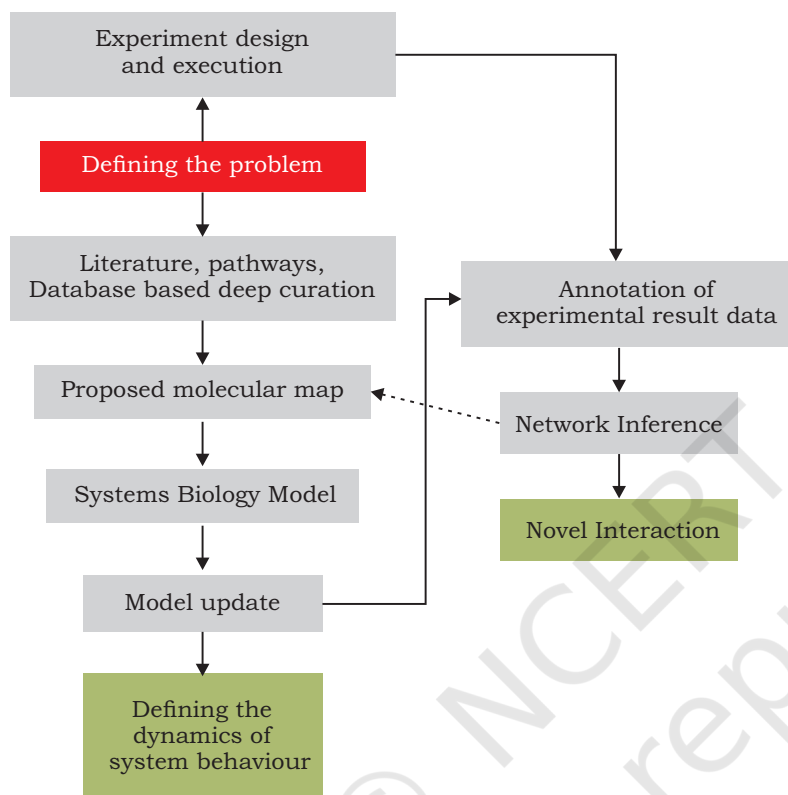 Experiment design
and execution
Defining the problem
Literature, pathways,
Database based deep curation
Annotation of
experimental result data
Proposed molecular map
Network Inference
Systems Biology Model
Novel Interaction
Model update
Defining the
dynamics of
system behaviour
© NCERT